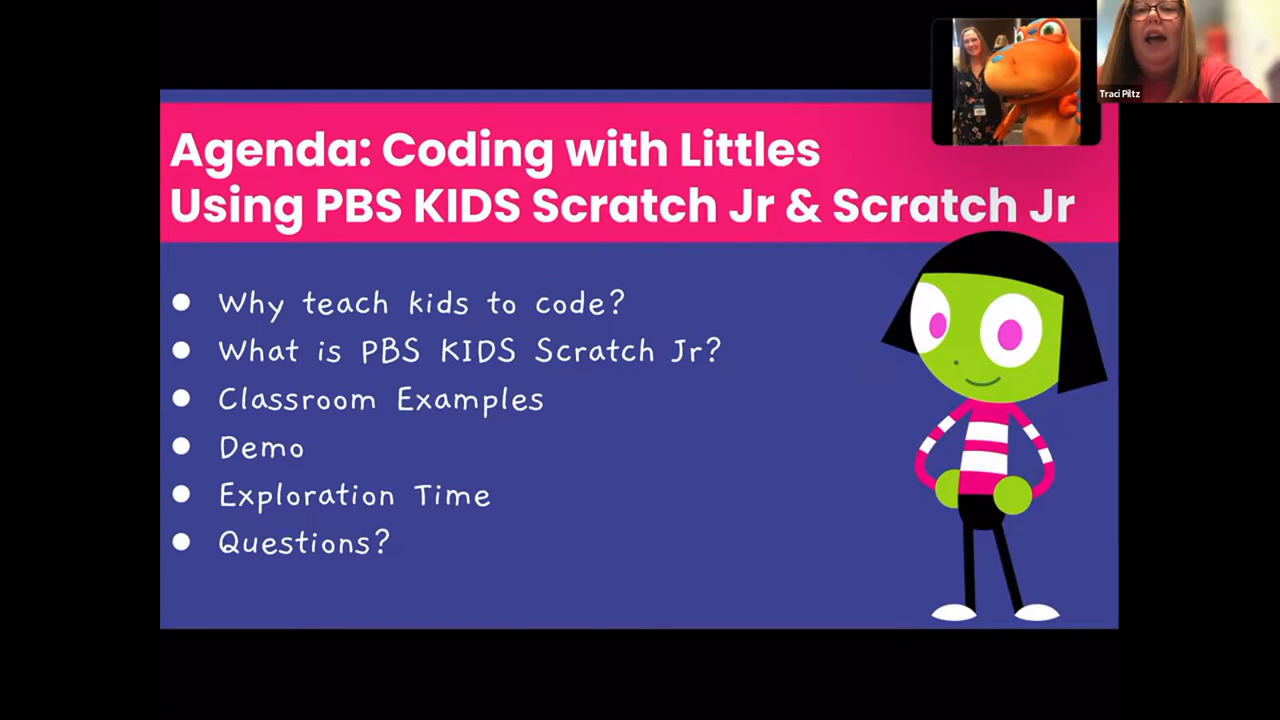 Traci Piltz
Agenda: Coding with Littles
Using PBS KIDS Scratch Jr & Scratch Jr
Why teach kids to code?
What is PBS KIDS Scratch Jr?
Classroom Examples
Demo
Exploration Time
Questions?